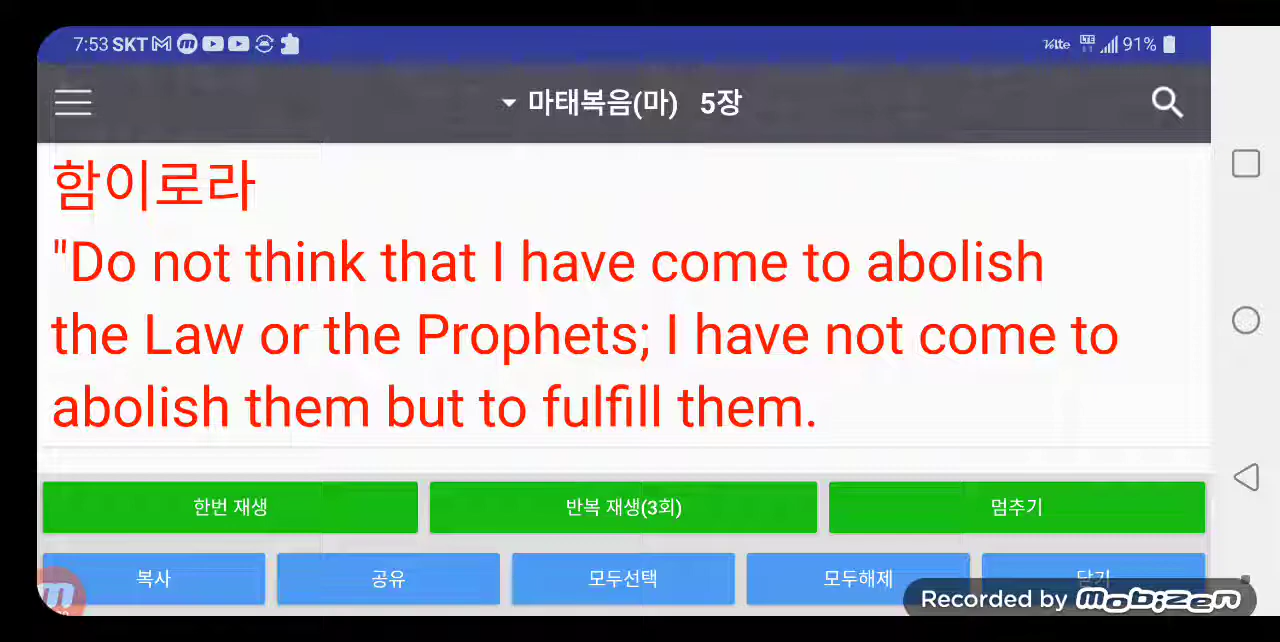 7:53 SKT 91%
마태복음(마) 5장
함이로라
"Do not think that I have come to abolish
the Law or the Prophets; I have not come to
abolish them but to fulfill them.
한번 재생 반복 재생(3회) 멈추기
복사 공유 모두선택 모두해제 닫기
Recorded by mobizen